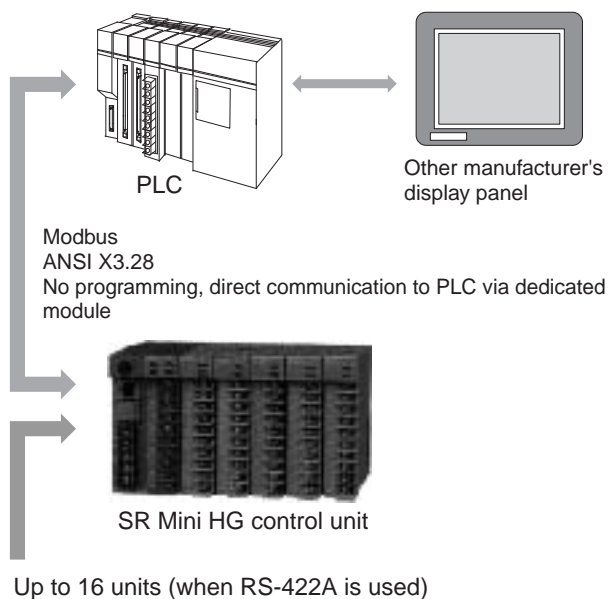 PLC
Other manufacturer's
display panel
Modbus
ANSI X3.28
No programming, direct communication to PLC via dedicated
module
SR Mini HG control unit
Up to 16 units (when RS-422A is used)